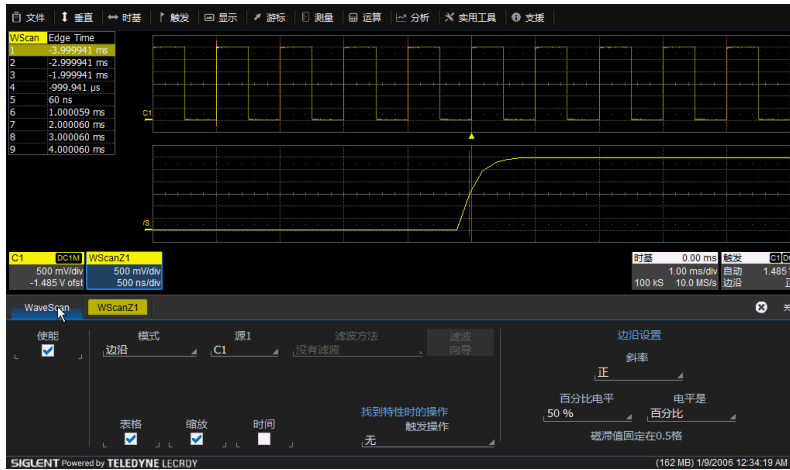 文件 垂直 时基 触发 显示 游标 测量 运算 分析 实用工具 支援
WScan Edge Time
1 -3.999941 ms
2 -2.999941 ms
3 -1.999941 ms
4 -999.941 µs
5 60 ns
6 1.000059 ms
7 2.000060 ms
8 3.000060 ms
9 4.000060 ms
C1
C1 DC1M WScanZ1 时基 0.00 ms 触发 C1
500 mV/div 500 mV/div 1.00 ms/div 自动 1.485
-1.485 V ofst 500 ns/div 100 kS 10.0 MS/s 边沿
WaveScan WScanZ1
使能 模式 源1 滤波方法 滤波向导 边沿设置
边沿 C1 没有滤波 斜率
正
百分比电平 电平是
找到特性时的操作 50 % 百分比
表格 缩放 时间 触发操作
无 磁滞值固定在0.5格
SIGLENT Powered by TELEDYNE LECROY (162 MB) 1/9/2006 12:34:19 AM